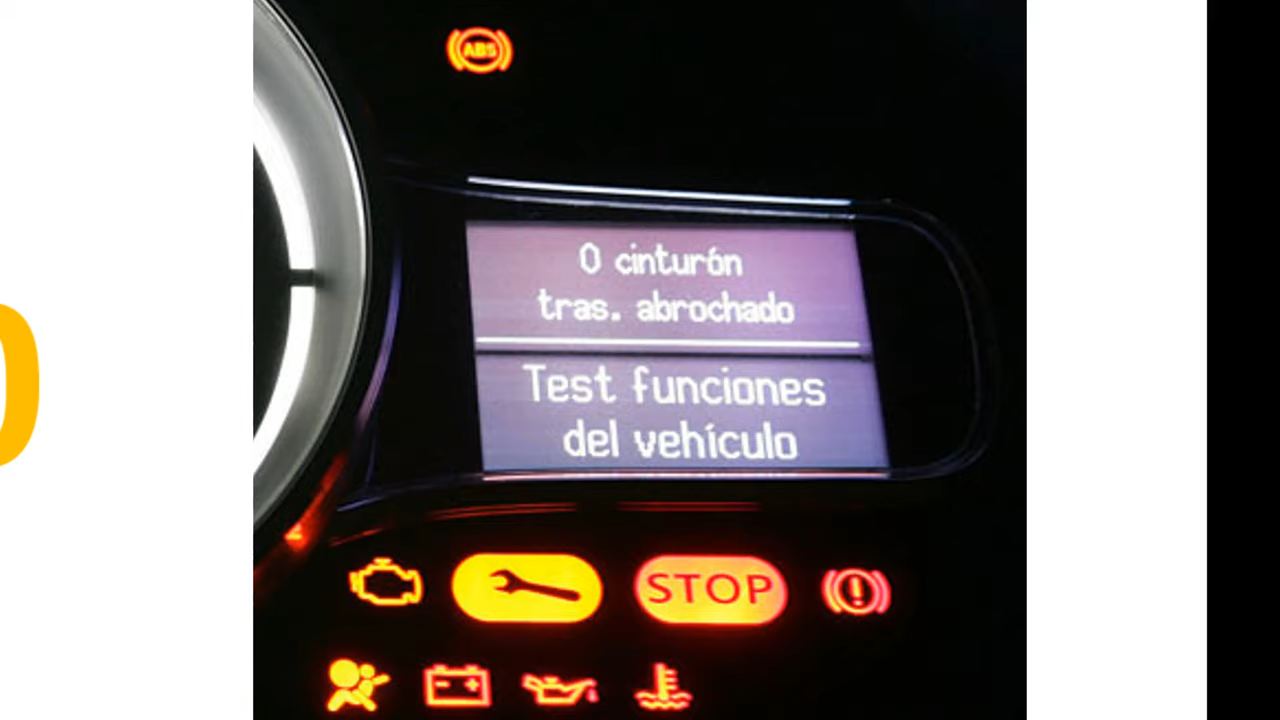 ABS
0 cinturón
tras. abrochado
Test funciones
del vehículo
STOP